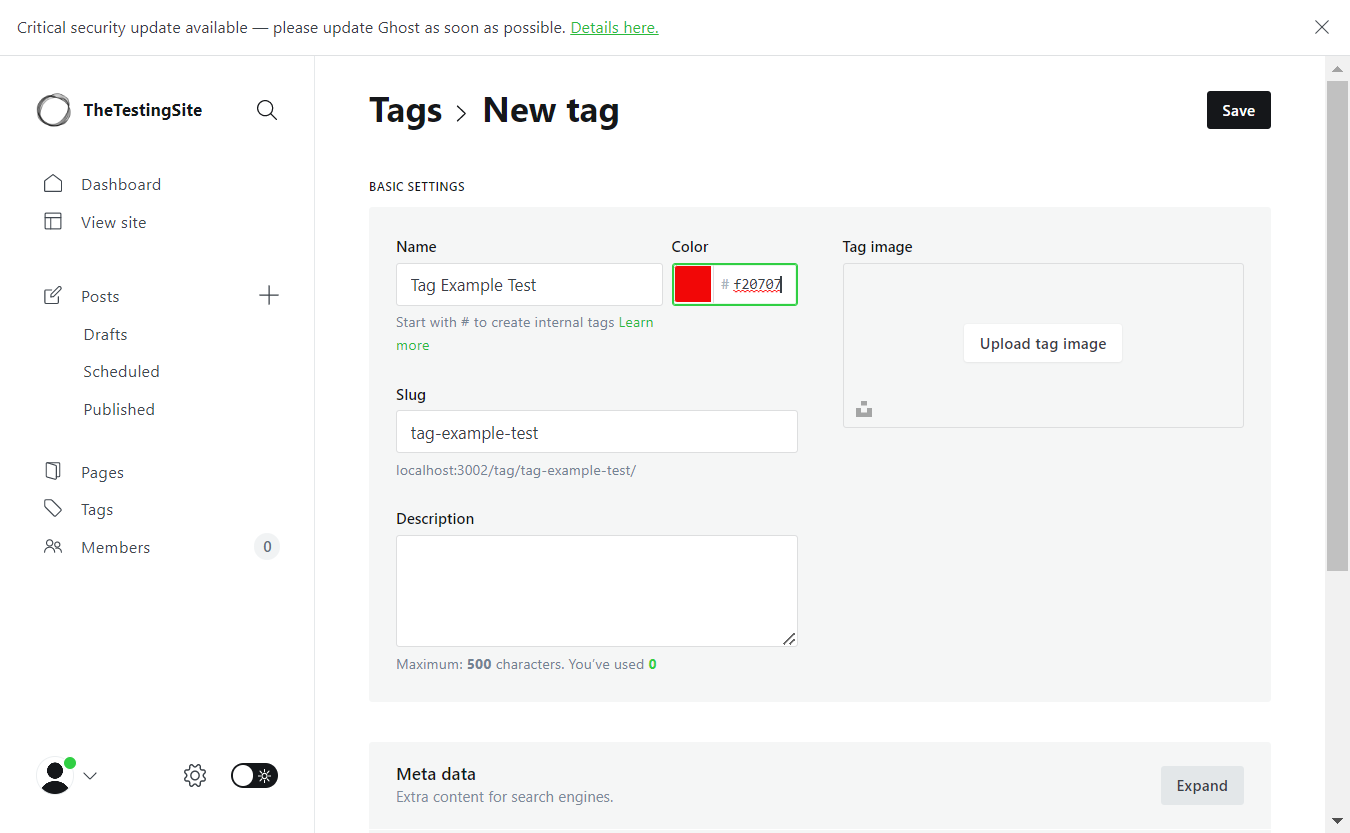 Critical security update available — please update Ghost as soon as possible. Details here.
TheTestingSite
Dashboard
View site
Posts
Drafts
Scheduled
Published
Pages
Tags
Members
0
Tags
New tag
Save
BASIC SETTINGS
Name
Tag Example Test
Start with # to create internal tags Learn
more
Color
# f20707
Slug
tag-example-test
localhost:3002/tag/tag-example-test/
Description
Maximum: 500 characters. You've used 0
Tag image
Upload tag image
Meta data
Extra content for search engines.
Expand